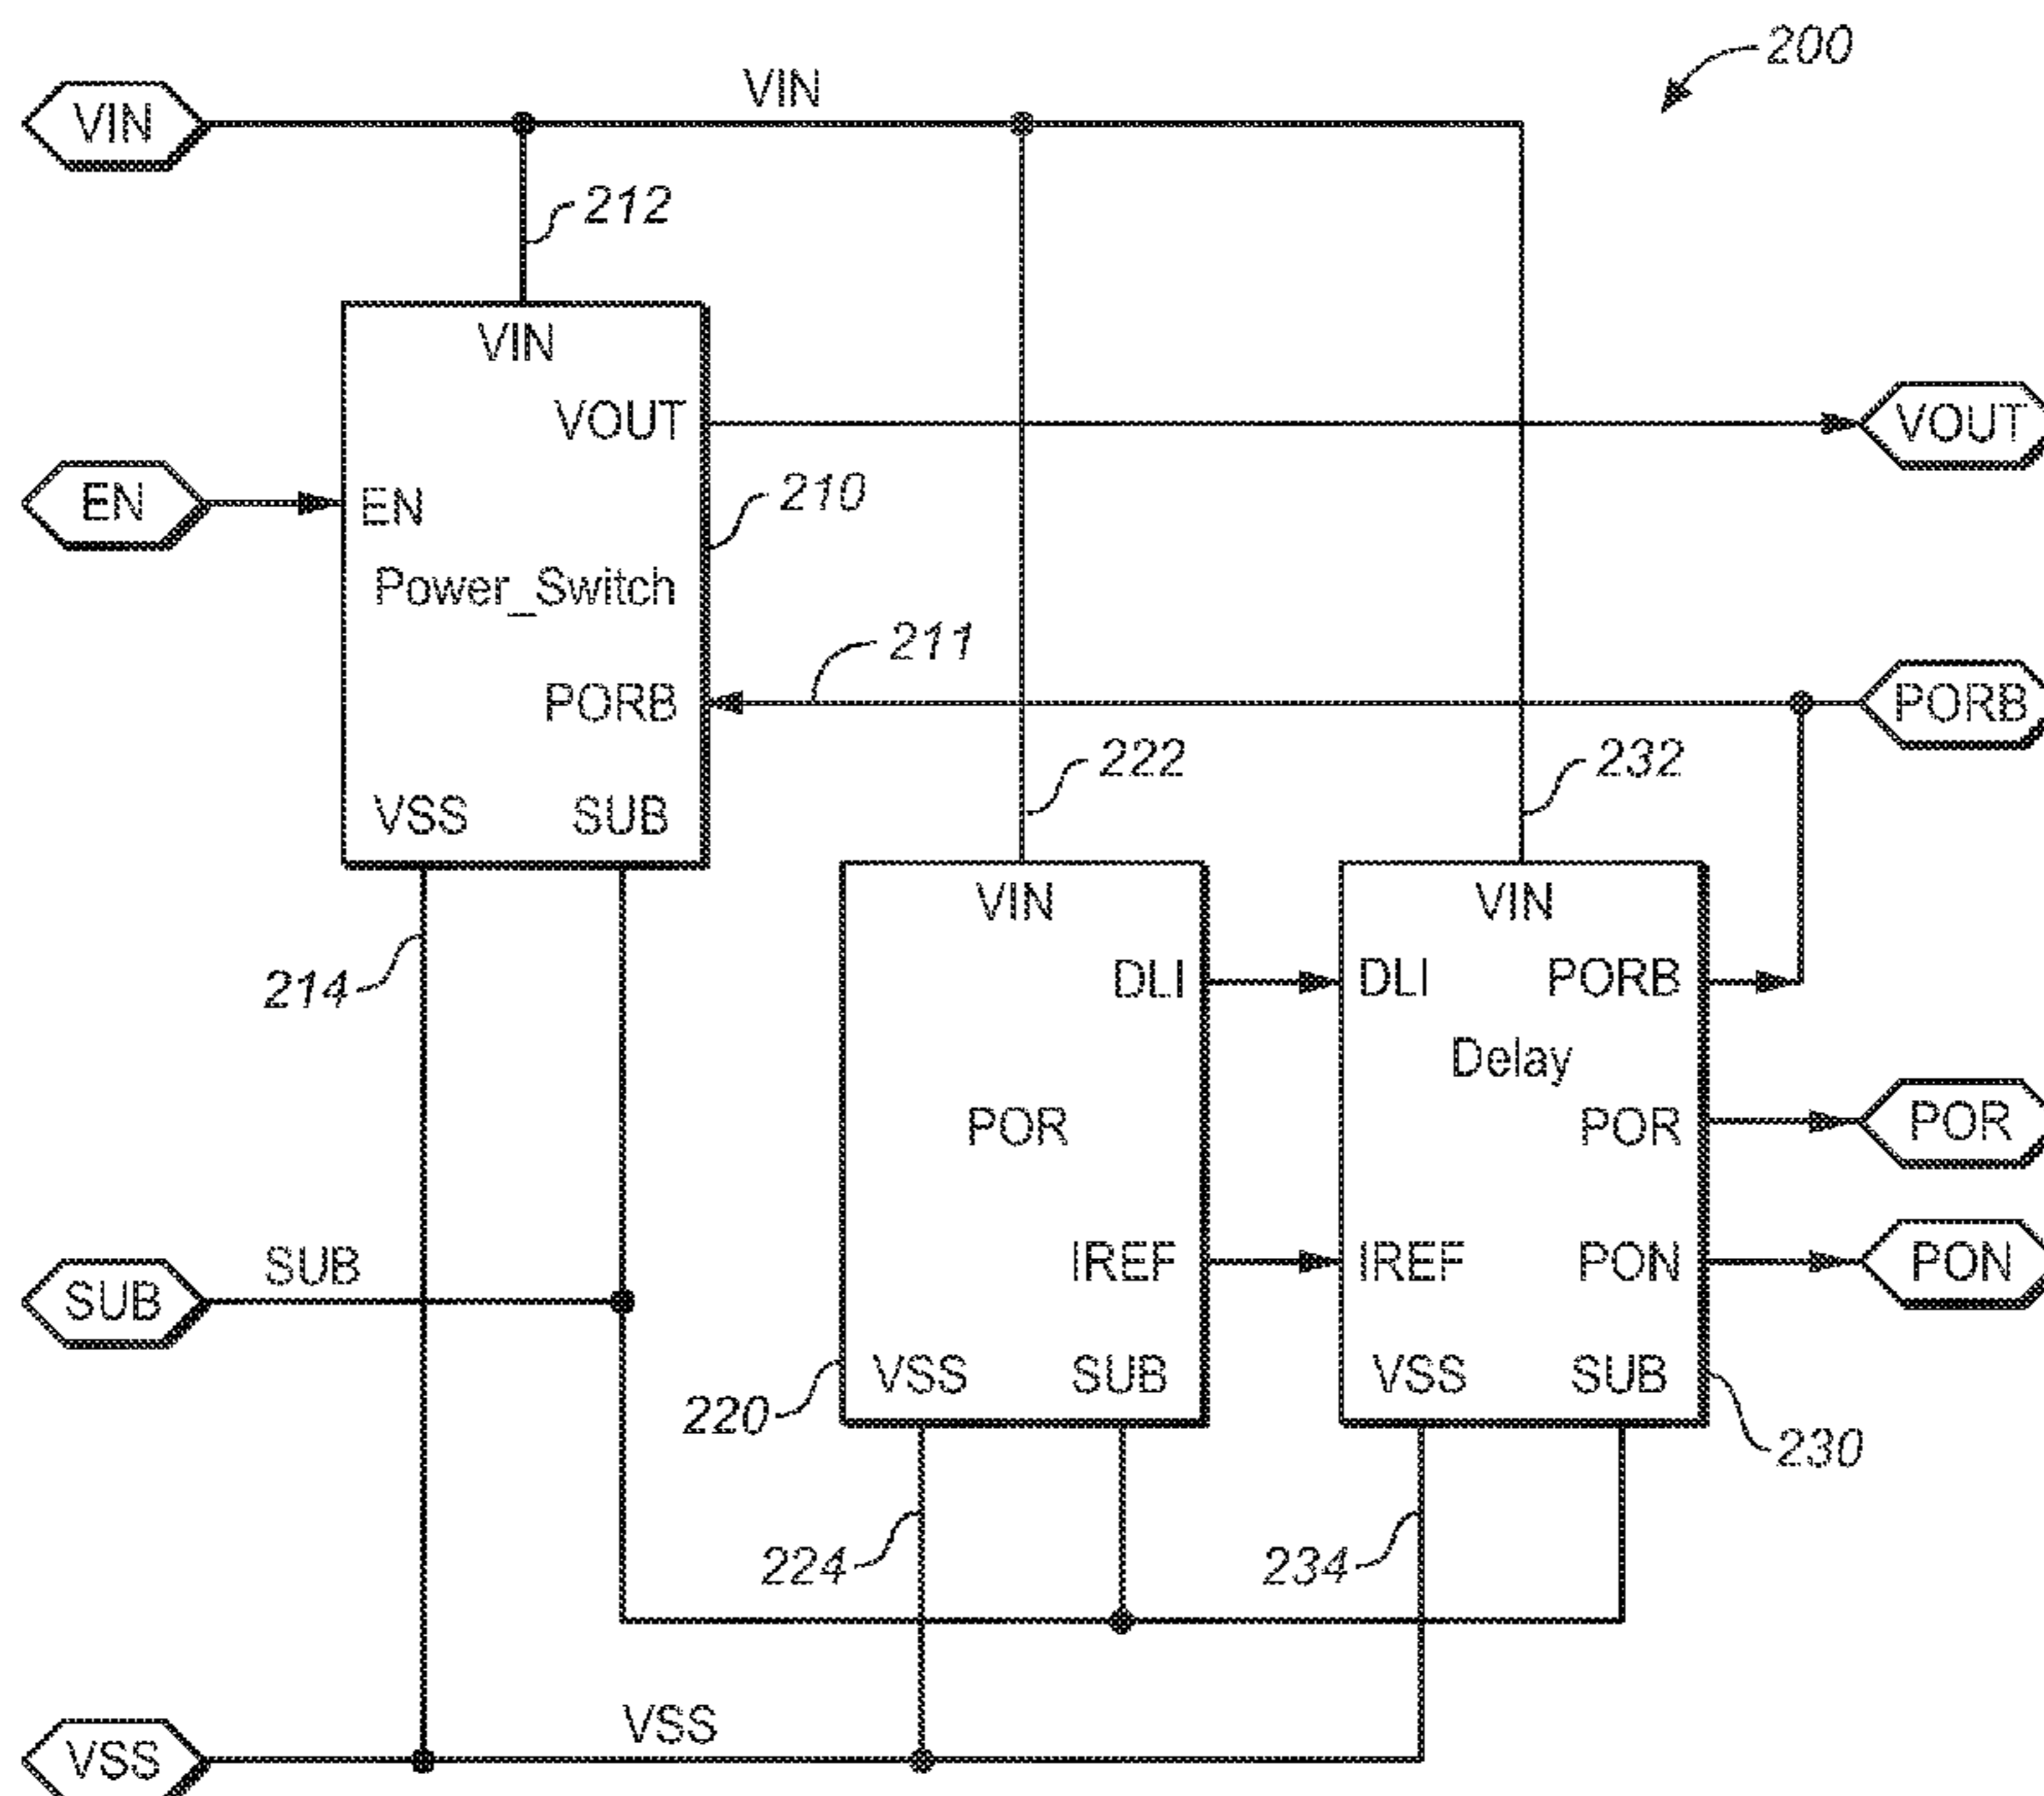 200
VIN
VIN
212
VIN
VOUT
VOUT
EN
EN
210
Power_Switch
211
PORB
PORB
222
232
VSS
SUB
VIN
VIN
214
DLI
DLI
PORB
Delay
POR
POR
POR
SUB
SUB
IREF
IREF
PON
PON
VSS
SUB
VSS
SUB
220
230
224
234
VSS
VSS